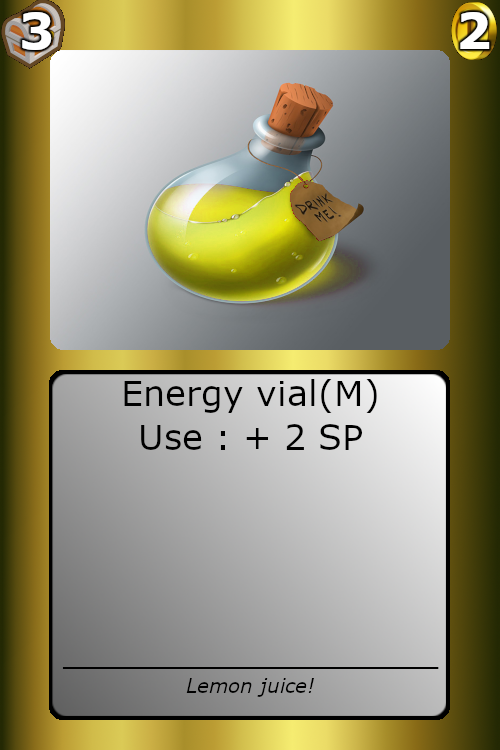 3
2
DRINK
ME!
Energy vial(M)
Use : + 2 SP
Lemon juice!